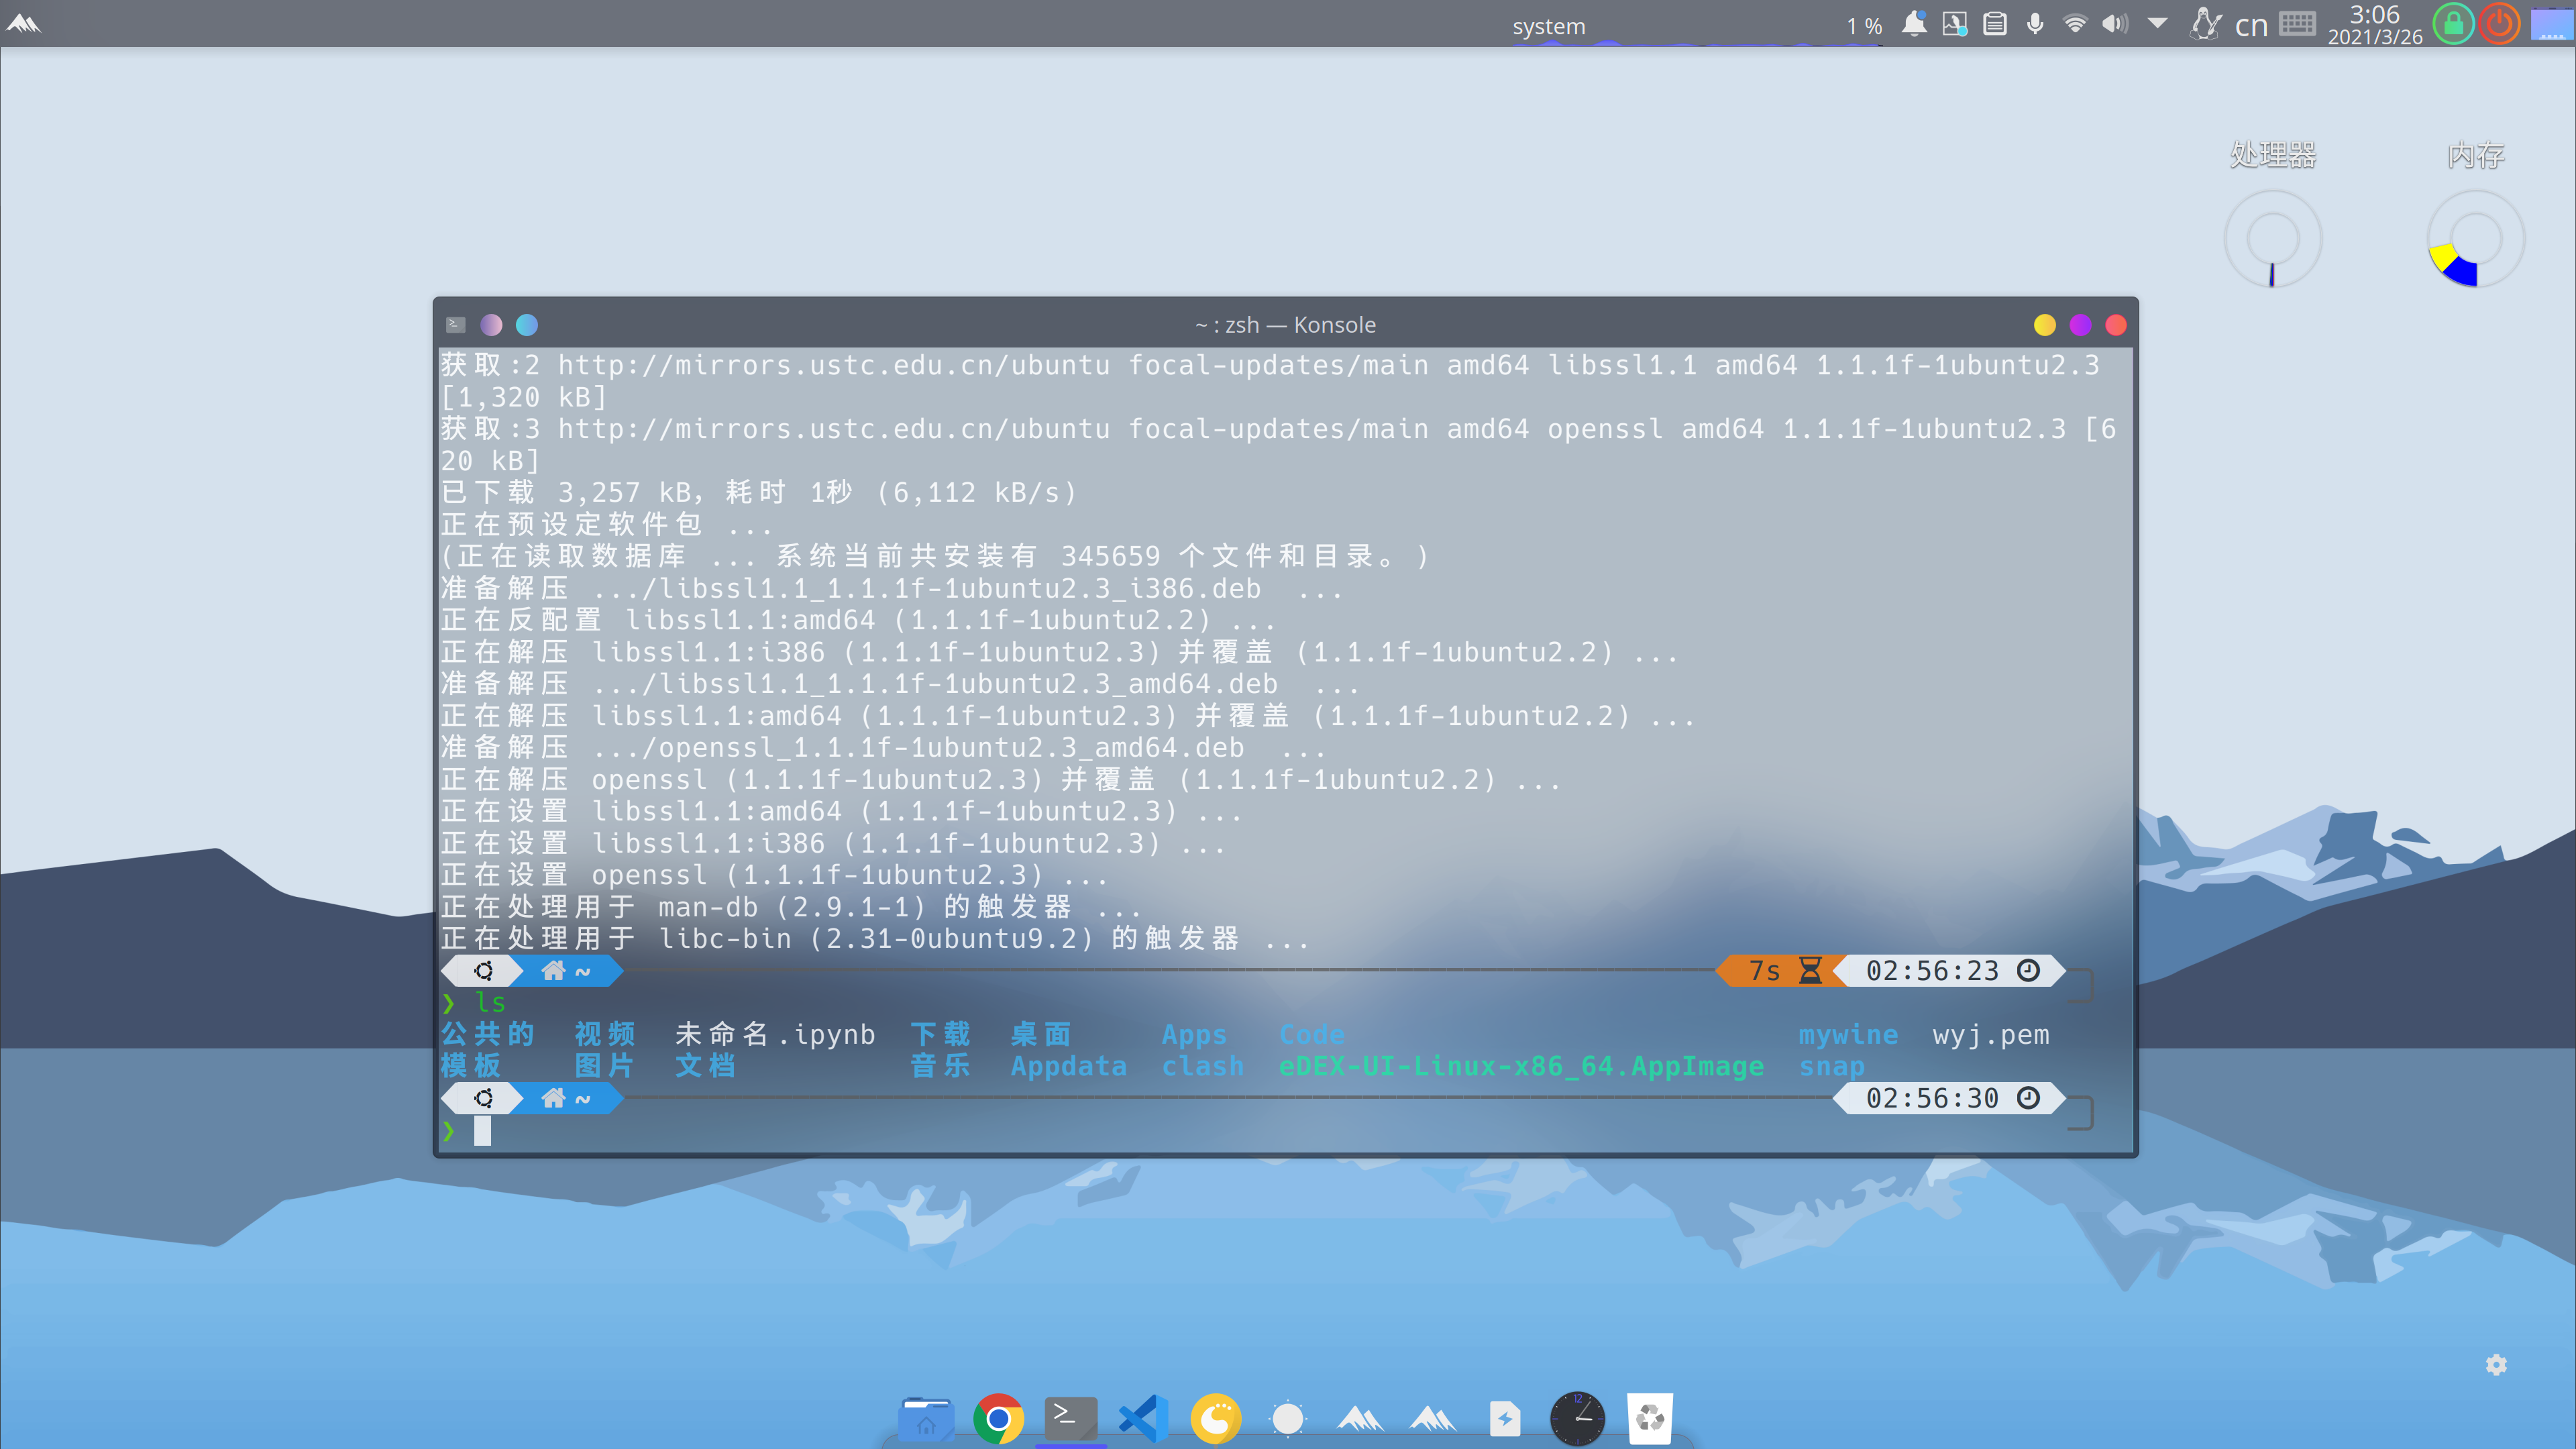 system
1 %
cn
3:06
2021/3/26
处理器
内存
~ : zsh — Konsole
获取:2 http://mirrors.ustc.edu.cn/ubuntu focal-updates/main amd64 libssl1.1 amd64 1.1.1f-1ubuntu2.3
[1,320 kB]
获取:3 http://mirrors.ustc.edu.cn/ubuntu focal-updates/main amd64 openssl amd64 1.1.1f-1ubuntu2.3 [6
20 kB]
已下载 3,257 kB，耗时 1秒 (6,112 kB/s)
正在预设定软件包 ...
(正在读取数据库 ... 系统当前共安装有 345659 个文件和目录。)
准备解压 .../libssl1.1_1.1.1f-1ubuntu2.3_i386.deb  ...
正在反配置 libssl1.1:amd64 (1.1.1f-1ubuntu2.2) ...
正在解压 libssl1.1:i386 (1.1.1f-1ubuntu2.3) 并覆盖 (1.1.1f-1ubuntu2.2) ...
准备解压 .../libssl1.1_1.1.1f-1ubuntu2.3_amd64.deb  ...
正在解压 libssl1.1:amd64 (1.1.1f-1ubuntu2.3) 并覆盖 (1.1.1f-1ubuntu2.2) ...
准备解压 .../openssl_1.1.1f-1ubuntu2.3_amd64.deb  ...
正在解压 openssl (1.1.1f-1ubuntu2.3) 并覆盖 (1.1.1f-1ubuntu2.2) ...
正在设置 libssl1.1:amd64 (1.1.1f-1ubuntu2.3) ...
正在设置 libssl1.1:i386 (1.1.1f-1ubuntu2.3) ...
正在设置 openssl (1.1.1f-1ubuntu2.3) ...
正在处理用于 man-db (2.9.1-1) 的触发器 ...
正在处理用于 libc-bin (2.31-0ubuntu9.2) 的触发器 ...
~ 7s 02:56:23
❯ ls
公共的 视频 未命名.ipynb 下载 桌面 Apps Code mywine wyj.pem
模板 图片 文档 音乐 Appdata clash eDEX-UI-Linux-x86_64.AppImage snap
~ 02:56:30
❯
12